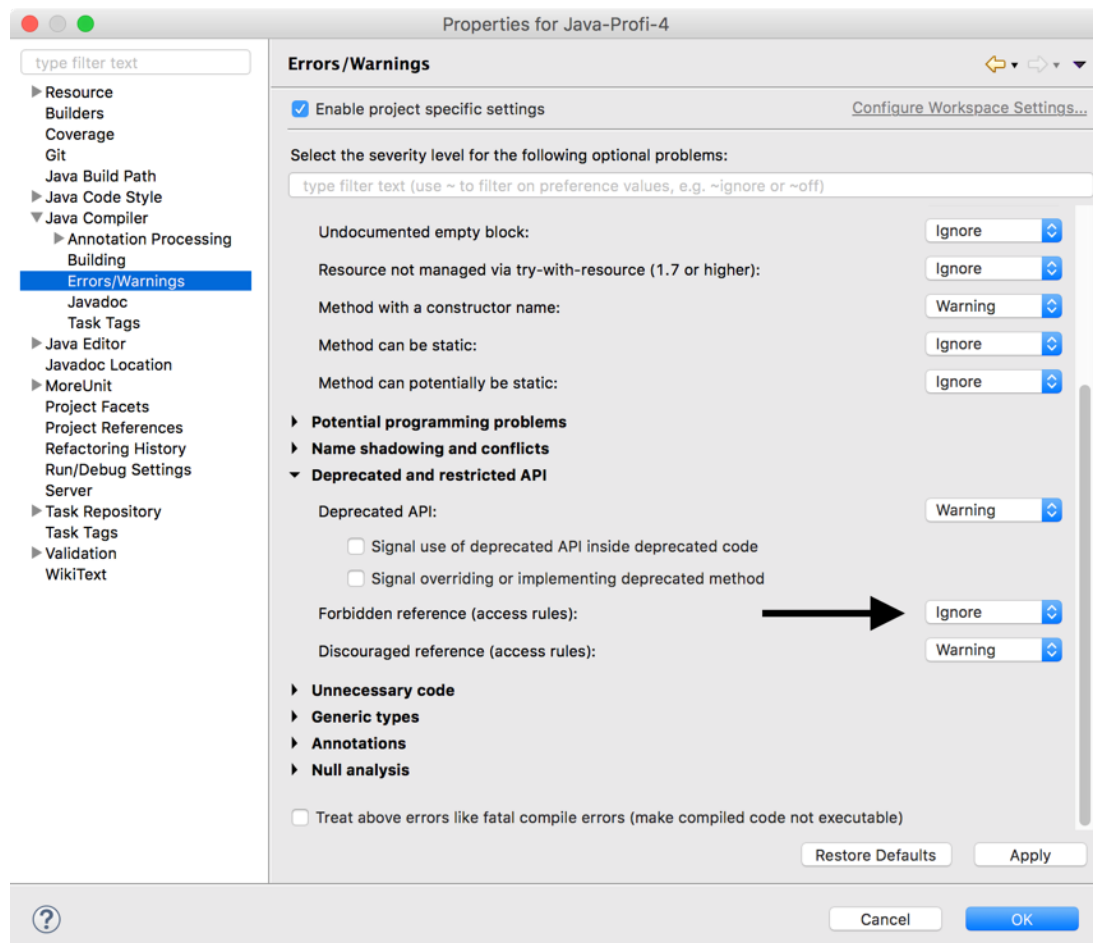 Properties for Java-Profi-4
type filter text
Resource
Builders
Coverage
Git
Java Build Path
Java Code Style
Java Compiler
Annotation Processing
Building
Errors/Warnings
Javadoc
Task Tags
Java Editor
Javadoc Location
MoreUnit
Project Facets
Project References
Refactoring History
Run/Debug Settings
Server
Task Repository
Task Tags
Validation
WikiText
Errors/Warnings
Enable project specific settings Configure Workspace Settings...
Select the severity level for the following optional problems:
type filter text (use ~ to filter on preference values, e.g. ~ignore or ~off)
Undocumented empty block: Ignore
Resource not managed via try-with-resource (1.7 or higher): Ignore
Method with a constructor name: Warning
Method can be static: Ignore
Method can potentially be static: Ignore
Potential programming problems
Name shadowing and conflicts
Deprecated and restricted API
Deprecated API: Warning
Signal use of deprecated API inside deprecated code
Signal overriding or implementing deprecated method
Forbidden reference (access rules): Ignore
Discouraged reference (access rules): Warning
Unnecessary code
Generic types
Annotations
Null analysis
Treat above errors like fatal compile errors (make compiled code not executable)
Restore Defaults Apply
? Cancel OK